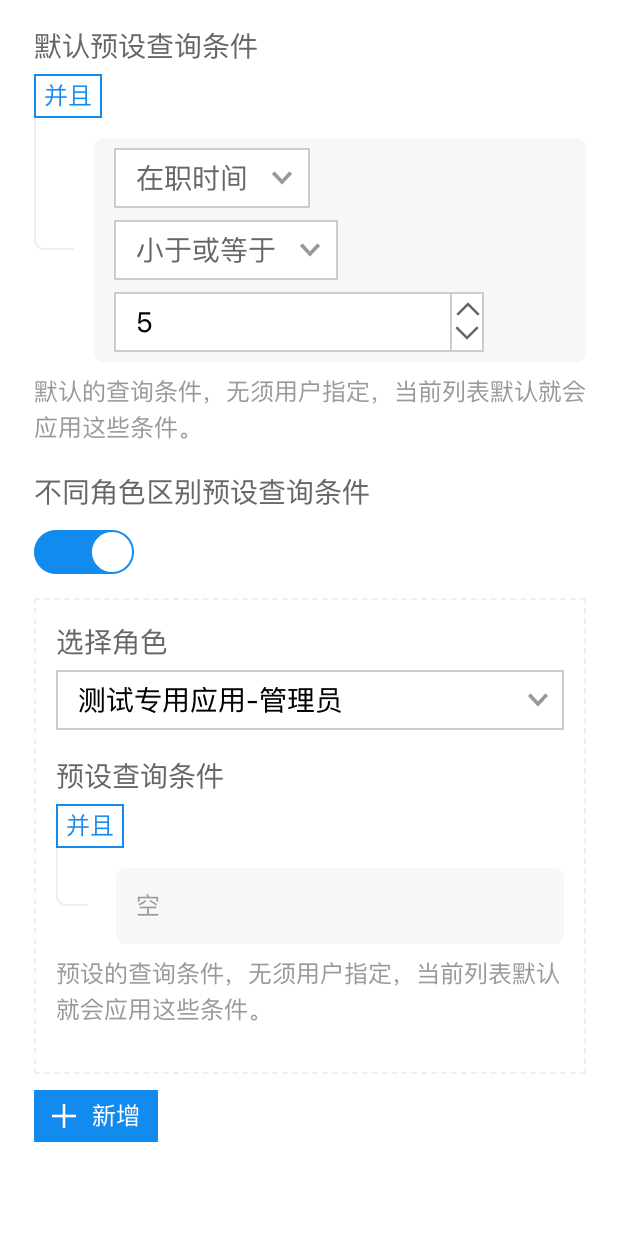 默认预设查询条件
并且
在职时间
小于或等于
5
默认的查询条件，无须用户指定，当前列表默认就会
应用这些条件。
不同角色区别预设查询条件
选择角色
测试专用应用-管理员
预设查询条件
并且
空
预设的查询条件，无须用户指定，当前列表默认
就会应用这些条件。
新增